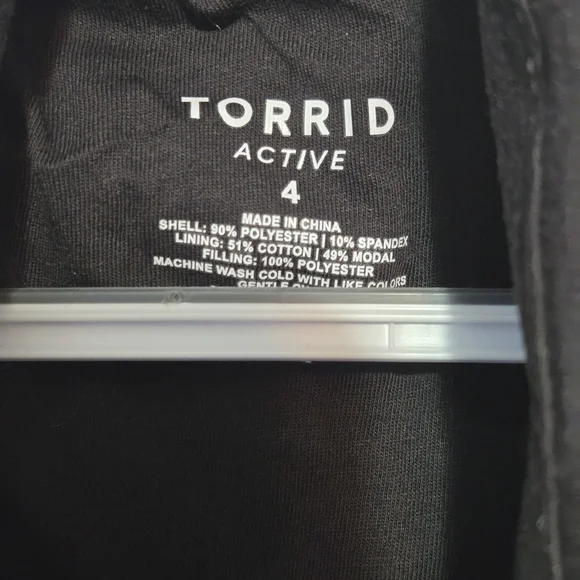 TORRID
ACTIVE
4
MADE IN CHINA
SHELL: 90% POLYESTER | 10% SPANDEX
LINING: 51% COTTON | 49% MODAL
FILLING: 100% POLYESTER
MACHINE WASH COLD WITH LIKE COLORS
GENTLE